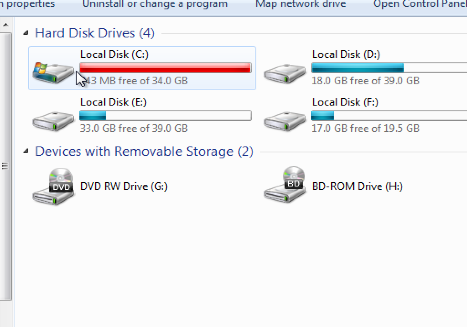 properties Uninstall or change a program Map network drive Open Control Pane
Hard Disk Drives (4)
Local Disk (C:)
43 MB free of 34.0 GB
Local Disk (D:)
18.0 GB free of 39.0 GB
Local Disk (E:)
33.0 GB free of 39.0 GB
Local Disk (F:)
17.0 GB free of 19.5 GB
Devices with Removable Storage (2)
DVD
DVD RW Drive (G:)
BD
BD-ROM Drive (H:)